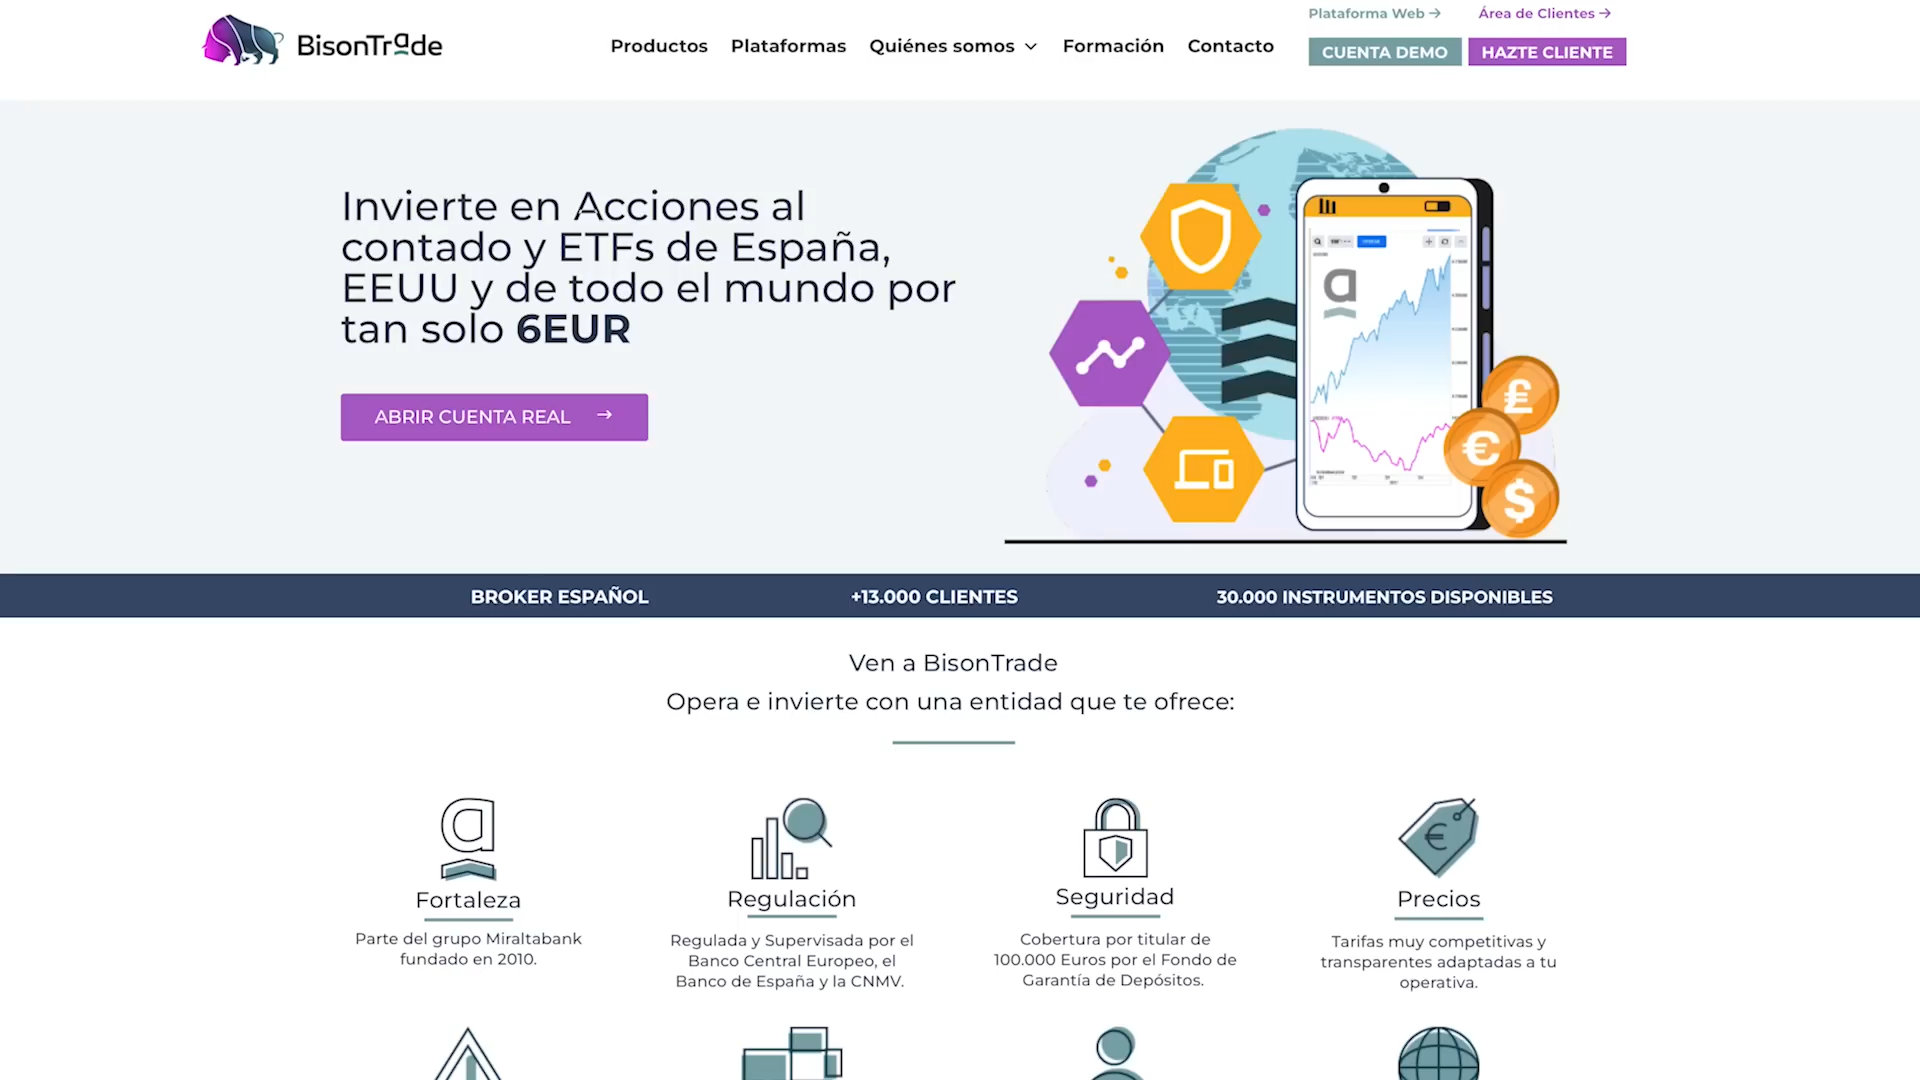 Plataforma Web →
Área de Clientes →
BisonTrade
Productos
Plataformas
Quiénes somos
Formación
Contacto
CUENTA DEMO
HAZTE CLIENTE
Invierte en Acciones al
contado y ETFs de España,
EEUU y de todo el mundo por
tan solo 6EUR
ABRIR CUENTA REAL →
BROKER ESPAÑOL
+13.000 CLIENTES
30.000 INSTRUMENTOS DISPONIBLES
Ven a BisonTrade
Opera e invierte con una entidad que te ofrece:
Fortaleza
Parte del grupo Miraltabank
fundado en 2010.
Regulación
Regulada y Supervisada por el
Banco Central Europeo, el
Banco de España y la CNMV.
Seguridad
Cobertura por titular de
100.000 Euros por el Fondo de
Garantía de Depósitos.
Precios
Tarifas muy competitivas y
transparentes adaptadas a tu
operativa.